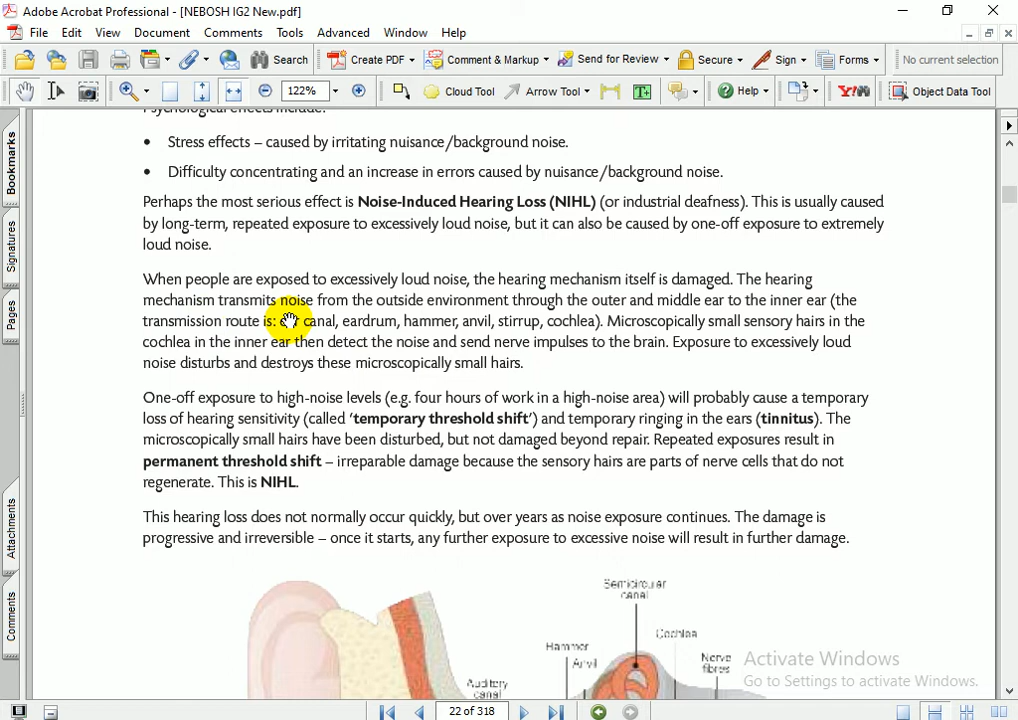 Adobe Acrobat Professional - [NEBOSH IG2 New.pdf]
File Edit View Document Comments Tools Advanced Window Help
Search Create PDF Comment & Markup Send for Review Secure Sign Forms No current selection
122% Cloud Tool Arrow Tool Help Y! Object Data Tool
Bookmarks
Signatures
Pages
Attachments
Comments
Psychological effects include:
• Stress effects – caused by irritating nuisance/background noise.
• Difficulty concentrating and an increase in errors caused by nuisance/background noise.
Perhaps the most serious effect is Noise-Induced Hearing Loss (NIHL) (or industrial deafness). This is usually caused
by long-term, repeated exposure to excessively loud noise, but it can also be caused by one-off exposure to extremely
loud noise.
When people are exposed to excessively loud noise, the hearing mechanism itself is damaged. The hearing
mechanism transmits noise from the outside environment through the outer and middle ear to the inner ear (the
transmission route is: ear canal, eardrum, hammer, anvil, stirrup, cochlea). Microscopically small sensory hairs in the
cochlea in the inner ear then detect the noise and send nerve impulses to the brain. Exposure to excessively loud
noise disturbs and destroys these microscopically small hairs.
One-off exposure to high-noise levels (e.g. four hours of work in a high-noise area) will probably cause a temporary
loss of hearing sensitivity (called ‘temporary threshold shift’) and temporary ringing in the ears (tinnitus). The
microscopically small hairs have been disturbed, but not damaged beyond repair. Repeated exposures result in
permanent threshold shift – irreparable damage because the sensory hairs are parts of nerve cells that do not
regenerate. This is NIHL.
This hearing loss does not normally occur quickly, but over years as noise exposure continues. The damage is
progressive and irreversible – once it starts, any further exposure to excessive noise will result in further damage.
Semicircular
canal
Cochlea
Hammer
Anvil
Nerve
fibres
Auditory
canal
Activate Windows
Go to Settings to activate Windows.
22 of 318